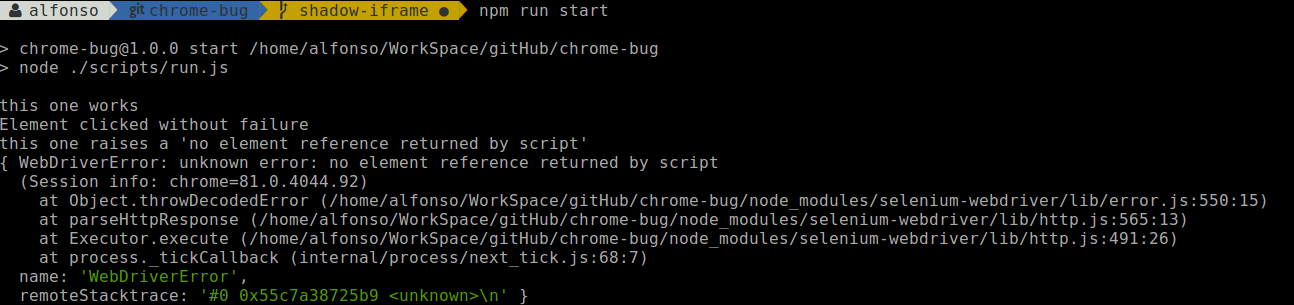 alfonso git chrome-bug shadow-iframe ● npm run start
> chrome-bug@1.0.0 start /home/alfonso/WorkSpace/gitHub/chrome-bug
> node ./scripts/run.js
this one works
Element clicked without failure
this one raises a 'no element reference returned by script'
{ WebDriverError: unknown error: no element reference returned by script
  (Session info: chrome=81.0.4044.92)
    at Object.throwDecodedError (/home/alfonso/WorkSpace/gitHub/chrome-bug/node_modules/selenium-webdriver/lib/error.js:550:15)
    at parseHttpResponse (/home/alfonso/WorkSpace/gitHub/chrome-bug/node_modules/selenium-webdriver/lib/http.js:565:13)
    at Executor.execute (/home/alfonso/WorkSpace/gitHub/chrome-bug/node_modules/selenium-webdriver/lib/http.js:491:26)
    at process._tickCallback (internal/process/next_tick.js:68:7)
  name: 'WebDriverError',
  remoteStacktrace: '#0 0x55c7a38725b9 <unknown>\n' }